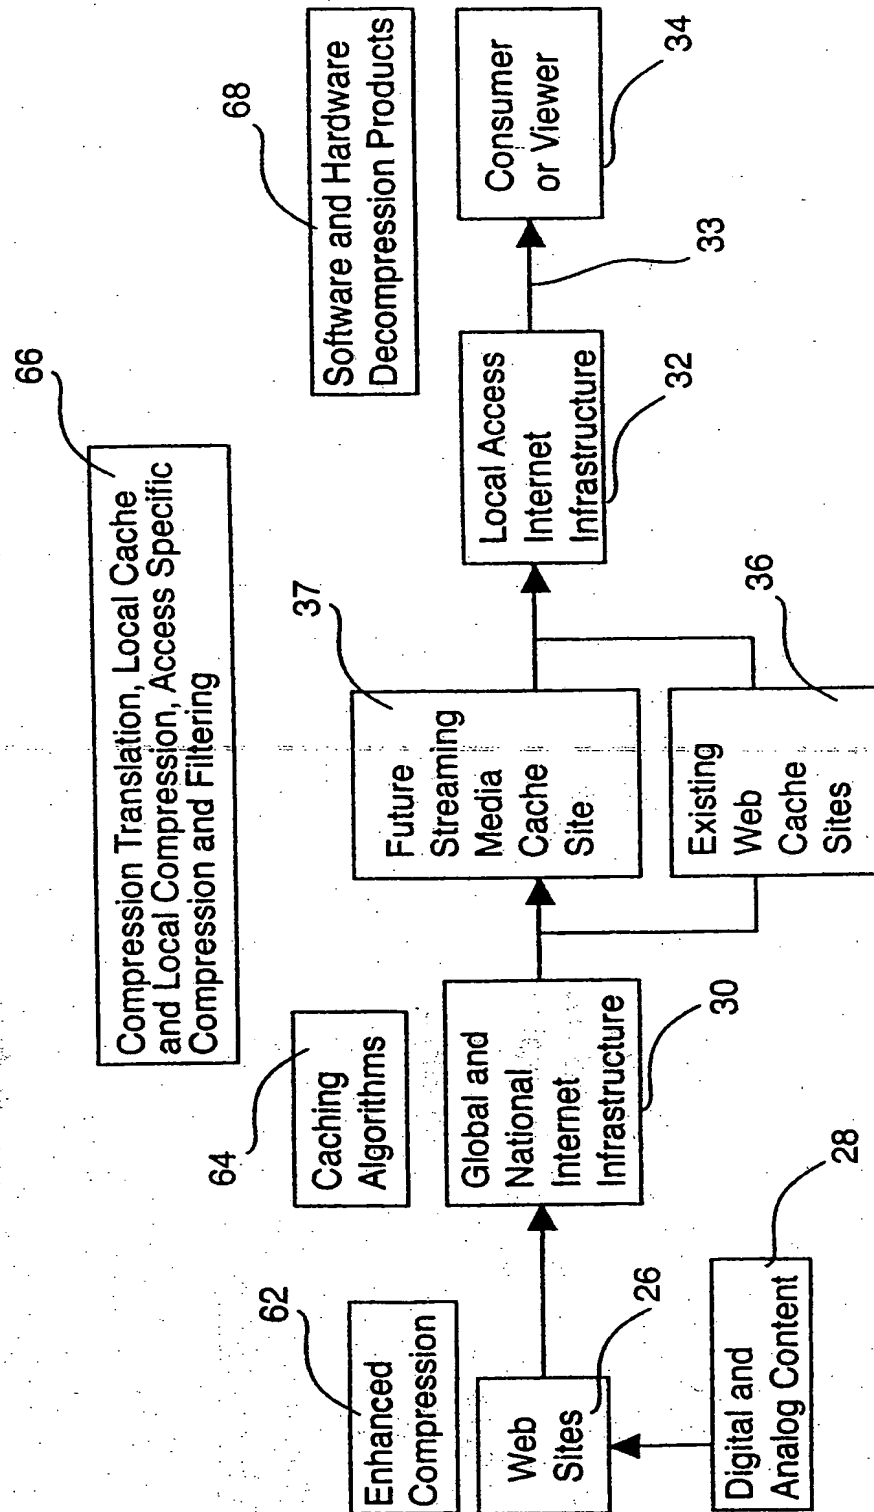 66
Compression Translation, Local Cache
and Local Compression, Access Specific
Compression and Filtering
62
Enhanced
Compression
64
Caching
Algorithms
68
Software and Hardware
Decompression Products
Web
Sites
26
Global and
National
Internet
Infrastructure
30
Future
Streaming
Media
Cache
Site
37
Local Access
Internet
Infrastructure
32
33
Consumer
or Viewer
34
Digital and
Analog Content
28
Existing
Web
Cache
Sites
36